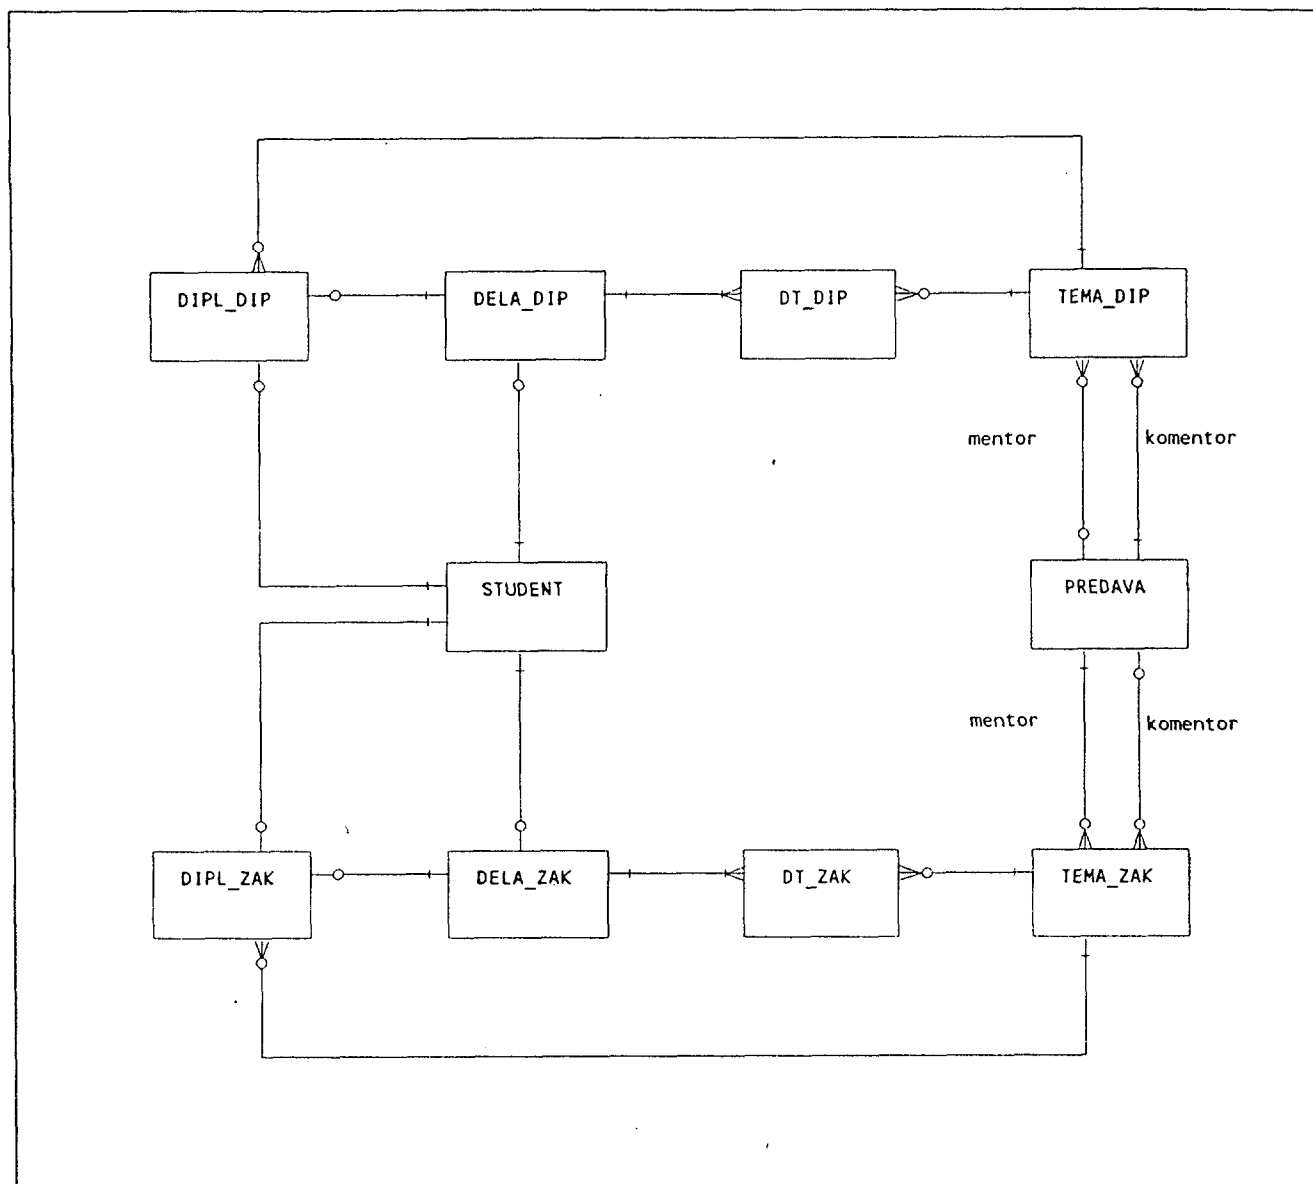 DIPL_DIP DELA_DIP DT_DIP TEMA_DIP
mentor komentor
STUDENT PREDAVA
mentor komentor
DIPL_ZAK DELA_ZAK DT_ZAK TEMA_ZAK